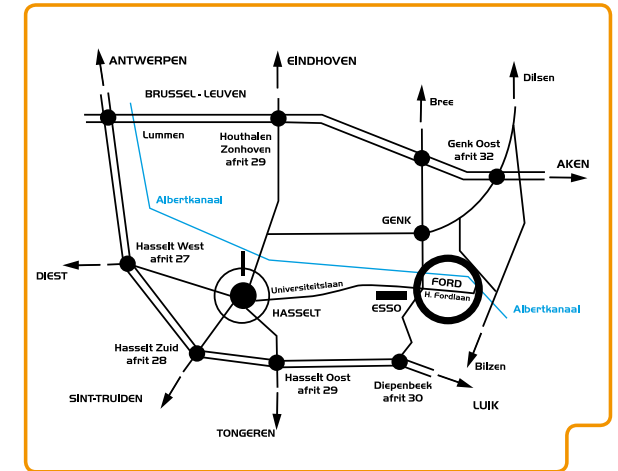 ANTWERPEN
EINDHOVEN
Dilsen
BRUSSEL - LEUVEN
Bree
Lummen
Houthalen
Zonhoven
afrit 29
Genk Oost
afrit 32
AKEN
Albertkanaal
GENK
Hasselt West
afrit 27
DIEST
Universiteitslaan
FORD
H. Fordlaan
ESSO
HASSELT
Albertkanaal
Hasselt Zuid
afrit 28
Hasselt Oost
afrit 29
Diepenbeek
afrit 30
Bilzen
SINT-TRUIDEN
LUIK
TONGEREN